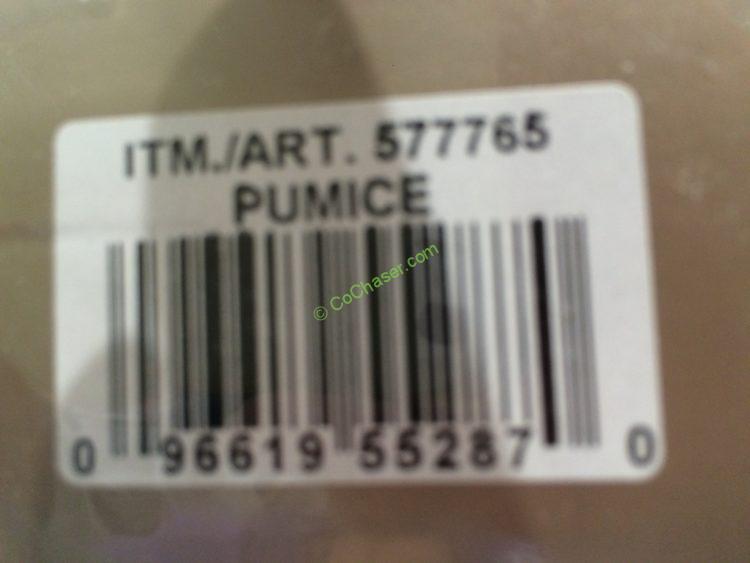 ITM./ART. 577765
PUMICE
© CoChaser.com
0 96619 55287 0